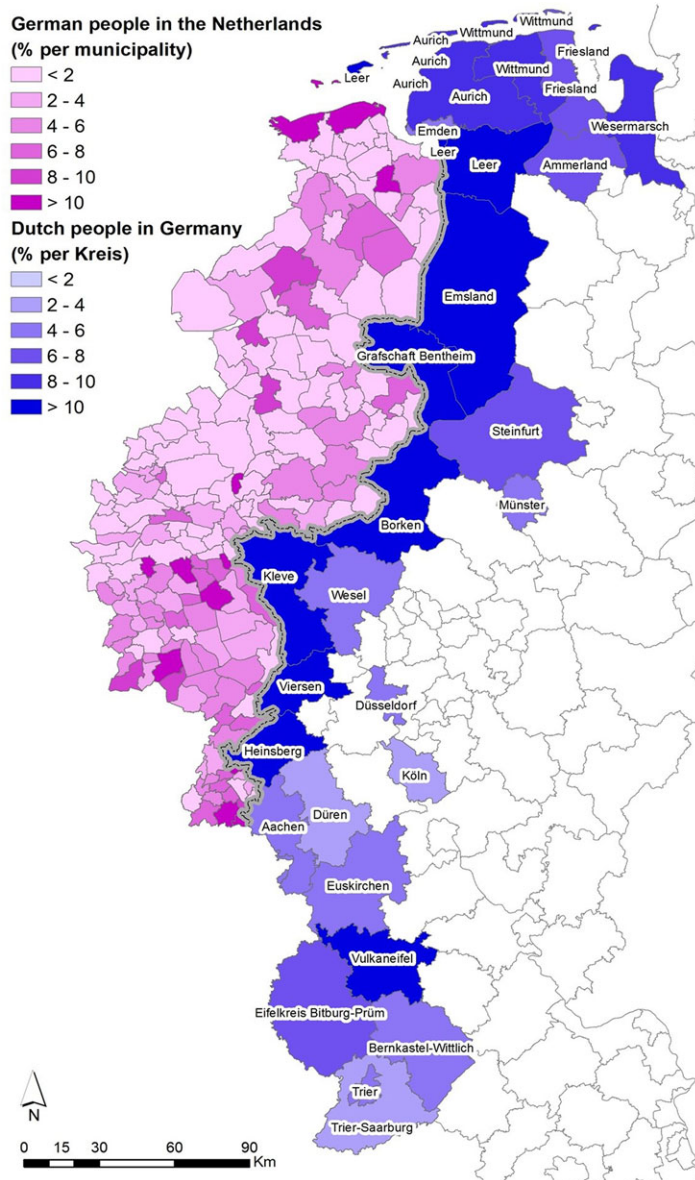 German people in the Netherlands
(% per municipality)
< 2
2 - 4
4 - 6
6 - 8
8 - 10
> 10
Dutch people in Germany
(% per Kreis)
< 2
2 - 4
4 - 6
6 - 8
8 - 10
> 10
Wittmund
Aurich
Wittmund
Friesland
Aurich
Leer
Aurich
Wittmund
Friesland
Aurich
Wesermarsch
Emden
Leer
Leer
Ammerland
Emsland
Grafschaft Bentheim
Steinfurt
Münster
Borken
Kleve
Wesel
Viersen
Düsseldorf
Heinsberg
Köln
Düren
Aachen
Euskirchen
Vulkaneifel
Eifelkreis Bitburg-Prüm
Bernkastel-Wittlich
Trier
Trier-Saarburg
N
0 15 30 60 90
Km